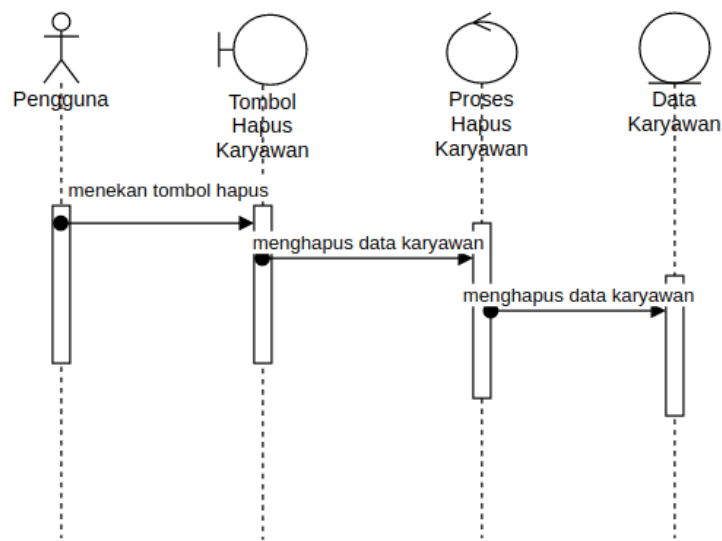 Pengguna
Tombol
Hapus
Karyawan
Proses
Hapus
Karyawan
Data
Karyawan
menekan tombol hapus
menghapus data karyawan
menghapus data karyawan